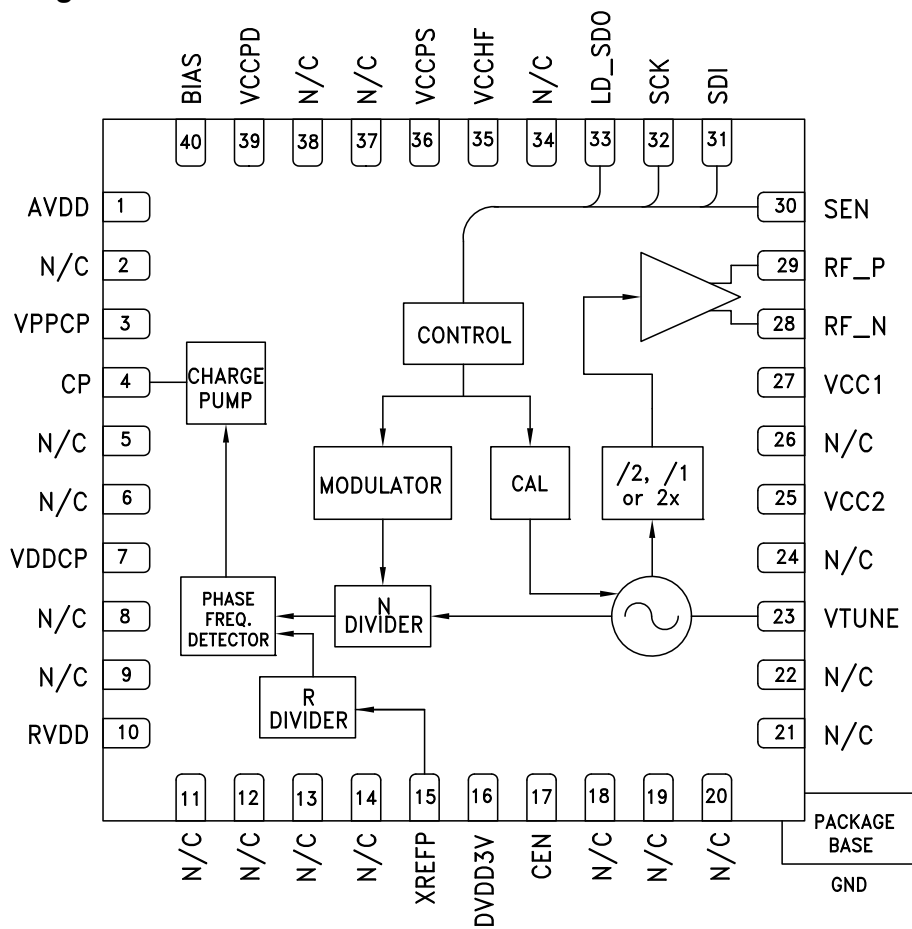 BIAS
VCCPD
N/C
N/C
VCCPS
VCCHF
N/C
LD_SDO
SCK
SDI
40
39
38
37
36
35
34
33
32
31
AVDD 1
N/C 2
VPPCP 3
CP 4
N/C 5
N/C 6
VDDCP 7
N/C 8
N/C 9
RVDD 10
30 SEN
29 RF_P
28 RF_N
27 VCC1
26 N/C
25 VCC2
24 N/C
23 VTUNE
22 N/C
21 N/C
CONTROL
CHARGE
PUMP
MODULATOR
CAL
/2, /1
or 2x
PHASE
FREQ.
DETECTOR
N
DIVIDER
R
DIVIDER
11
12
13
14
15
16
17
18
19
20
N/C
N/C
N/C
N/C
XREFP
DVDD3V
CEN
N/C
N/C
N/C
PACKAGE
BASE
GND